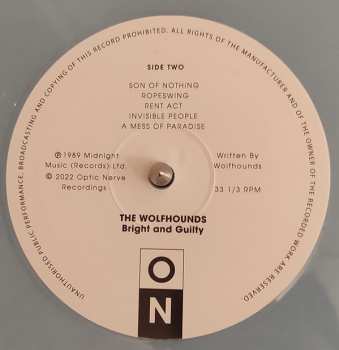 UNAUTHORISED PUBLIC PERFORMANCE, BROADCASTING AND COPYING OF THIS RECORD PROHIBITED. ALL RIGHTS OF THE MANUFACTURER AND OF THE OWNER OF THE RECORDED WORK ARE RESERVED.
SIDE TWO
SON OF NOTHING
ROPESWING
RENT ACT
INVISIBLE PEOPLE
A MESS OF PARADISE
℗ 1989 Midnight
Music (Records) Ltd.
© 2022 Optic Nerve
Recordings
Written By
Wolfhounds
33 1/3 RPM
THE WOLFHOUNDS
Bright and Guilty
O
N